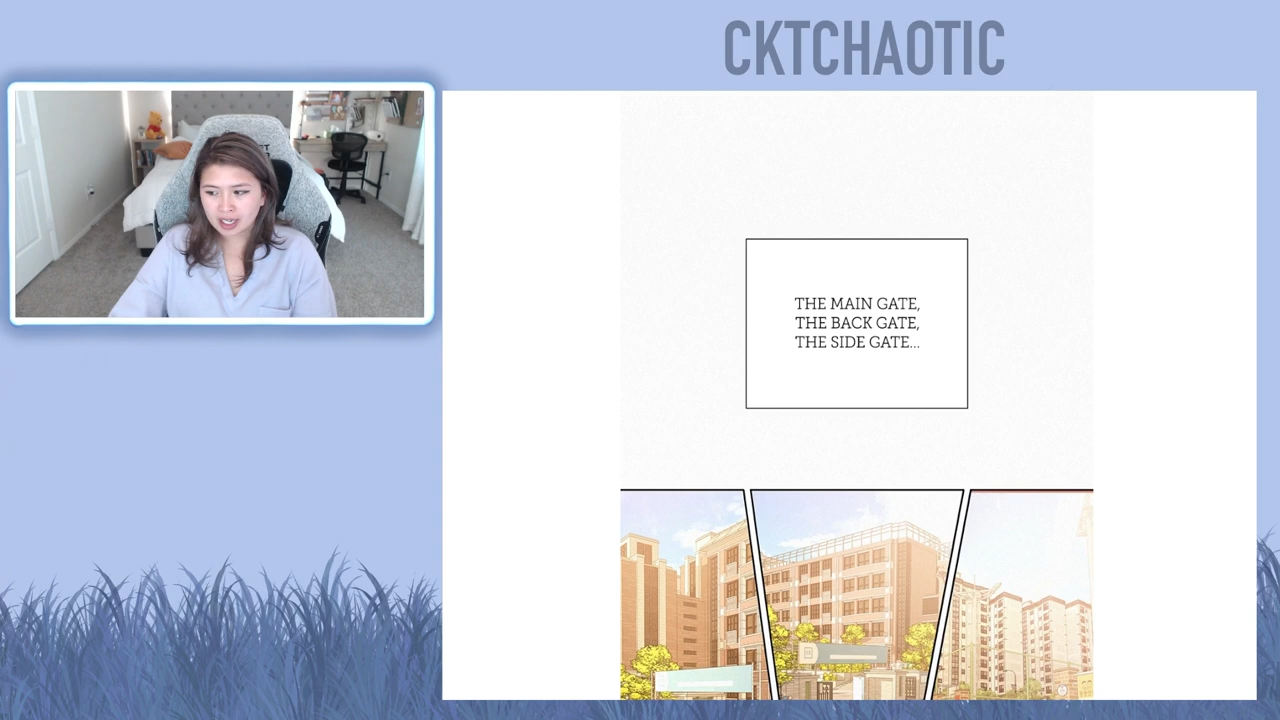 CKTCHAOTIC
THE MAIN GATE,
THE BACK GATE,
THE SIDE GATE...